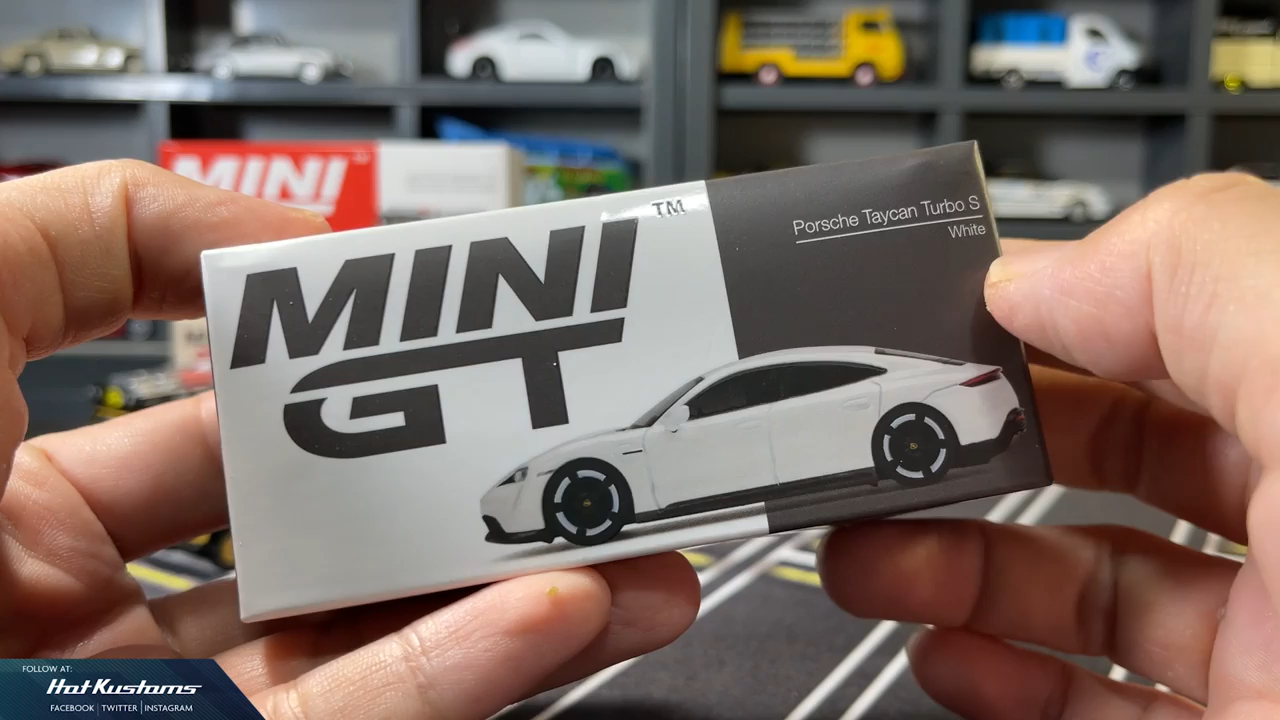 MINI
MINI
GT
TM
Porsche Taycan Turbo S
White
FOLLOW AT:
HotKustoms
FACEBOOK | TWITTER | INSTAGRAM